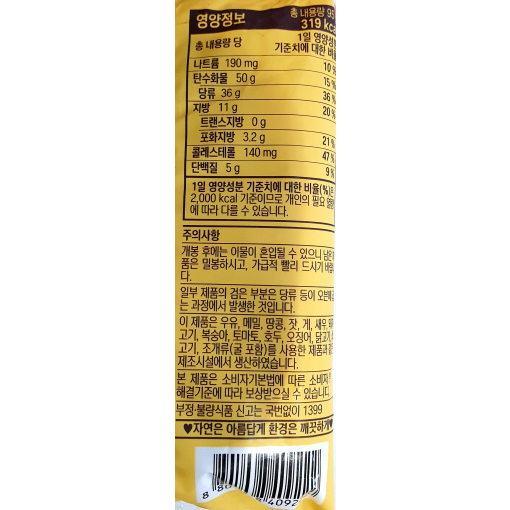 영양정보
총 내용량 95
319 kcal
총 내용량 당
1일 영양성분
기준치에 대한 비율
나트륨 190 mg 10 %
탄수화물 50 g 15 %
당류 36 g 36 %
지방 11 g 20 %
트랜스지방 0 g
포화지방 3.2 g 21 %
콜레스테롤 140 mg 47 %
단백질 5 g 9 %
1일 영양성분 기준치에 대한 비율(%)은
2,000 kcal 기준이므로 개인의 필요
에 따라 다를 수 있습니다.
주의사항
개봉 후에는 이물이 혼입될 수 있으니 남은
품은 밀봉하시고, 가급적 빨리 드시기
다.
일부 제품의 검은 부분은 당류 등이 오븐에
는 과정에서 발생한 것입니다.
이 제품은 우유, 메밀, 땅콩, 잣, 게, 새우,
고기, 복숭아, 토마토, 호두, 오징어, 닭고기,
고기, 조개류(굴 포함)를 사용한 제품과
제조시설에서 생산하였습니다.
본 제품은 소비자기본법에 따른 소비자
해결기준에 따라 보상받으실 수 있습니다.
부정·불량식품 신고는 국번없이 1399
♥자연은 아름답게 환경은 깨끗하게♥